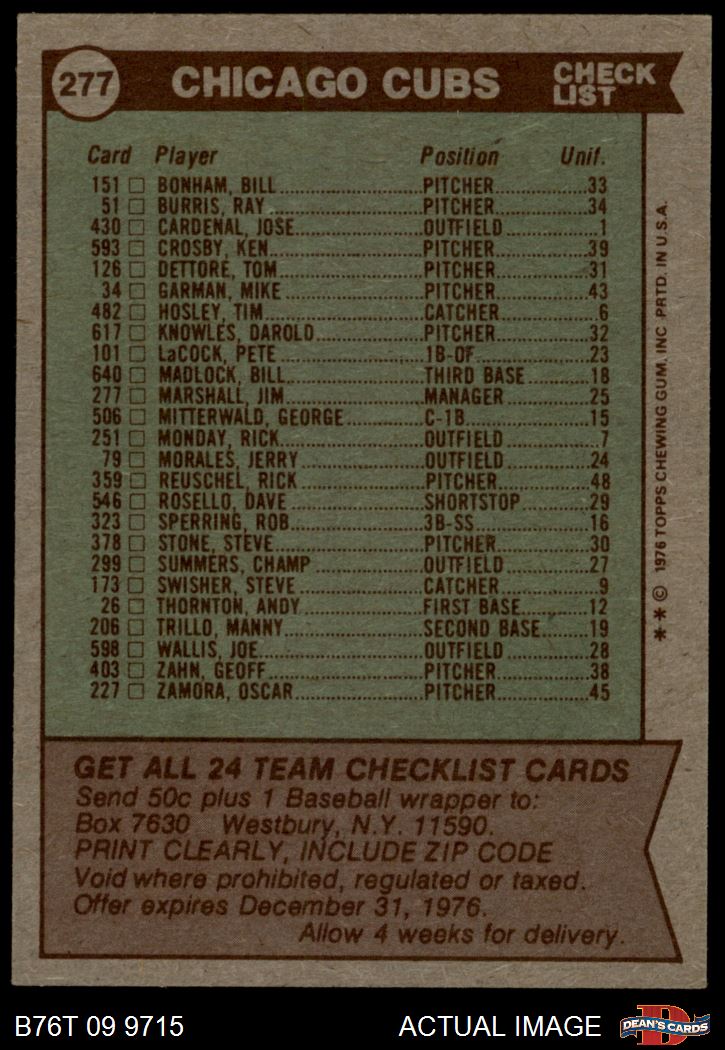 277 CHICAGO CUBS CHECK LIST
Card Player Position Unif.
151 □ BONHAM, BILL PITCHER 33
51 □ BURRIS, RAY PITCHER 34
430 □ CARDENAL, JOSE OUTFIELD 1
593 □ CROSBY, KEN PITCHER 39
126 □ DETTORE, TOM PITCHER 31
34 □ GARMAN, MIKE PITCHER 43
482 □ HOSLEY, TIM CATCHER 6
617 □ KNOWLES, DAROLD PITCHER 32
101 □ LaCOCK, PETE 1B-OF 23
640 □ MADLOCK, BILL THIRD BASE 18
277 □ MARSHALL, JIM MANAGER 25
506 □ MITTERWALD, GEORGE C-1B 15
251 □ MONDAY, RICK OUTFIELD 7
79 □ MORALES, JERRY OUTFIELD 24
359 □ REUSCHEL, RICK PITCHER 48
546 □ ROSELLO, DAVE SHORTSTOP 29
323 □ SPERRING, ROB 3B-SS 16
378 □ STONE, STEVE PITCHER 30
299 □ SUMMERS, CHAMP OUTFIELD 27
173 □ SWISHER, STEVE CATCHER 9
26 □ THORNTON, ANDY FIRST BASE 12
206 □ TRILLO, MANNY SECOND BASE 19
598 □ WALLIS, JOE OUTFIELD 28
403 □ ZAHN, GEOFF PITCHER 38
227 □ ZAMORA, OSCAR PITCHER 45
** © 1976 TOPPS CHEWING GUM, INC. PRTD. IN U.S.A.
GET ALL 24 TEAM CHECKLIST CARDS
Send 50c plus 1 Baseball wrapper to:
Box 7630 Westbury, N.Y. 11590.
PRINT CLEARLY, INCLUDE ZIP CODE
Void where prohibited, regulated or taxed.
Offer expires December 31, 1976.
Allow 4 weeks for delivery.
B76T 09 9715 ACTUAL IMAGE D DEAN'S CARDS